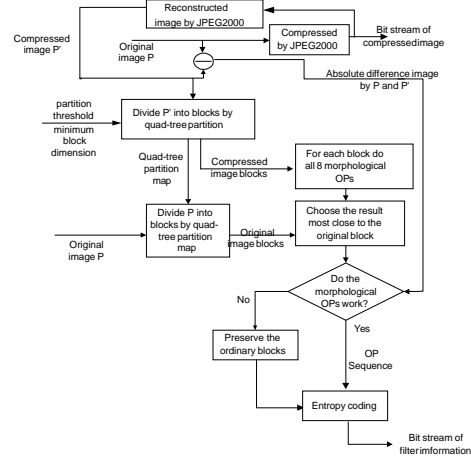 Reconstructed
image by JPEG2000
Compressed
image P'
Original
image P
Compressed
by JPEG2000
Bit stream of
compressed image
Absolute difference image
by P and P'
partition
threshold
minimum
block
dimension
Divide P' into blocks by
quad-tree partition
Quad-tree
partition
map
Compressed
image blocks
For each block do
all 8 morphological
OPs
Divide P into
blocks by quad-
tree partition
map
Original
image P
Original
image blocks
Choose the result
most close to the
original block
Do the
morphological
OPs work?
No
Yes
Preserve the
ordinary blocks
OP
Sequence
Entropy coding
Bit stream of
filter imformation